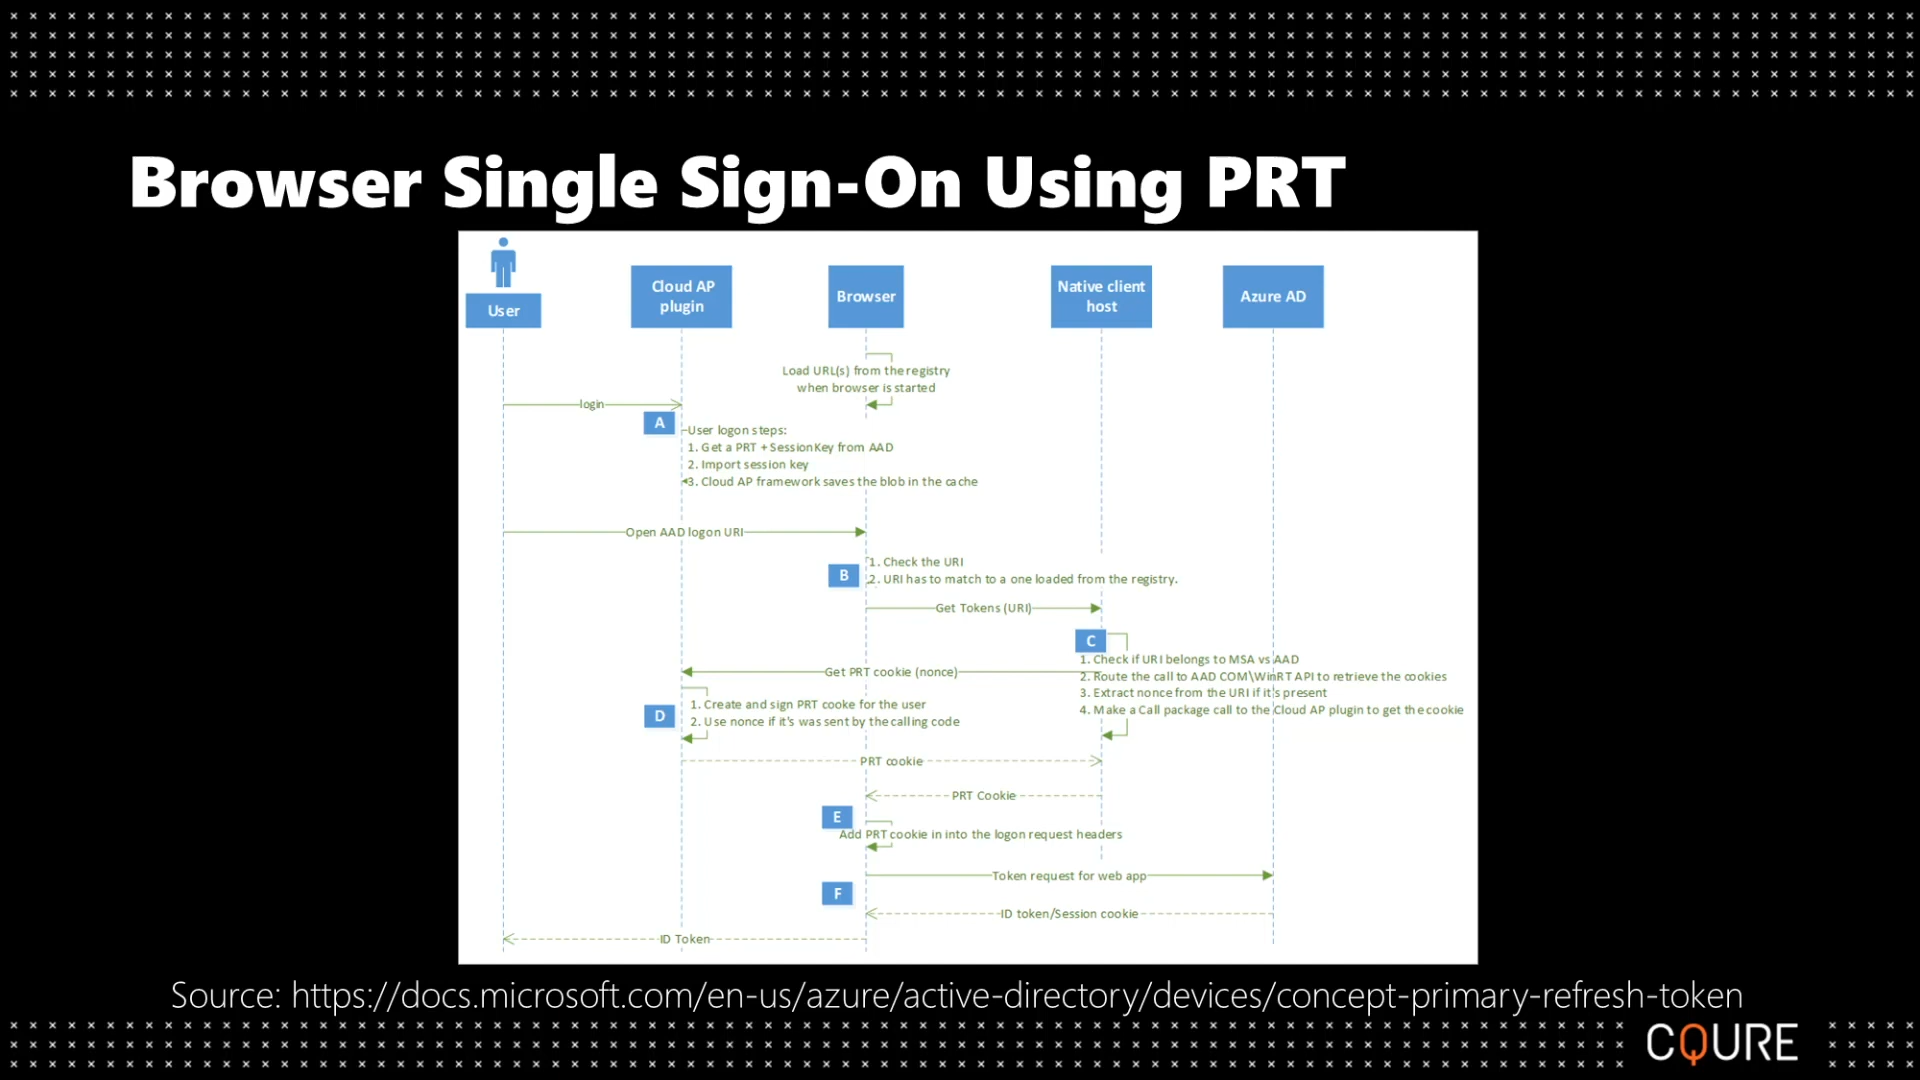 Browser Single Sign-On Using PRT
User
Cloud AP
plugin
Browser
Native client
host
Azure AD
Load URL(s) from the registry
when browser is started
login
A
User logon steps:
1. Get a PRT + SessionKey from AAD
2. Import session key
3. Cloud AP framework saves the blob in the cache
Open AAD logon URI
B
1. Check the URI
2. URI has to match to a one loaded from the registry.
Get Tokens (URI)
C
1. Check if URI belongs to MSA vs AAD
2. Route the call to AAD COM\WinRT API to retrieve the cookies
3. Extract nonce from the URI if it's present
4. Make a Call package call to the Cloud AP plugin to get the cookie
Get PRT cookie (nonce)
D
1. Create and sign PRT cooke for the user
2. Use nonce if it's was sent by the calling code
PRT cookie
PRT Cookie
E
Add PRT cookie in into the logon request headers
Token request for web app
F
ID token/Session cookie
ID Token
Source: https://docs.microsoft.com/en-us/azure/active-directory/devices/concept-primary-refresh-token
CQURE